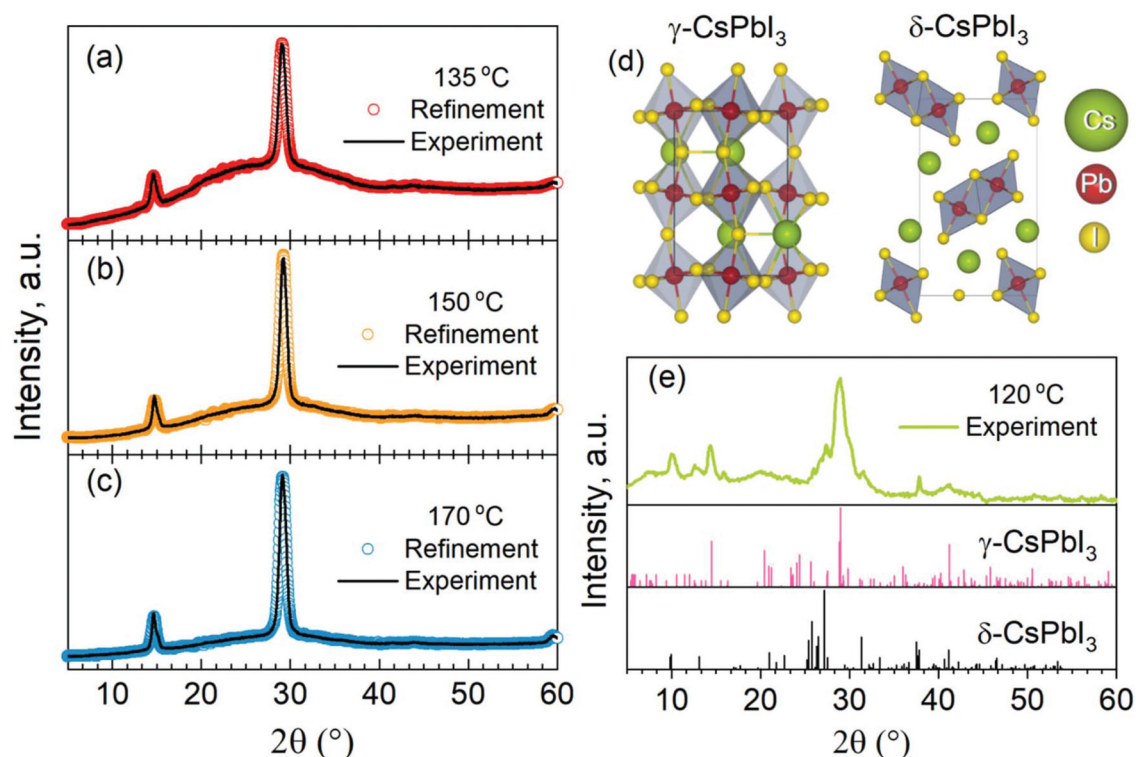 (a)
135 °C
Refinement
Experiment
(b)
150 °C
Refinement
Experiment
(c)
170 °C
Refinement
Experiment
Intensity, a.u.
10 20 30 40 50 60
2θ (°)
γ-CsPbI₃ δ-CsPbI₃
(d)
Cs
Pb
I
(e)
120 °C
Experiment
γ-CsPbI₃
δ-CsPbI₃
Intensity, a.u.
10 20 30 40 50 60
2θ (°)